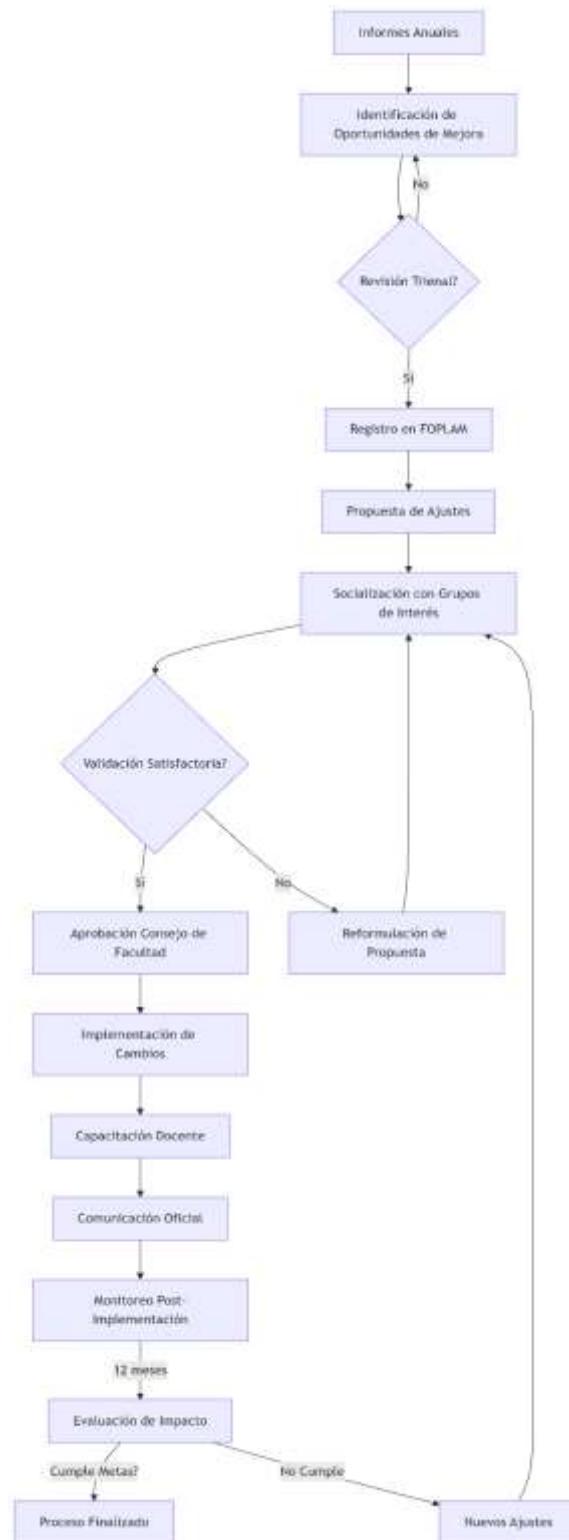 Informes Anuales
Identificación de
Oportunidades de Mejora
No
Revisión Trienal?
Sí
Registro en FOPLAM
Propuesta de Ajustes
Socialización con Grupos
de Interés
Validación Satisfactoria?
Sí
No
Aprobación Consejo de
Facultad
Reformulación de
Propuesta
Implementación de
Cambios
Capacitación Docente
Comunicación Oficial
Monitoreo Post-
Implementación
12 meses
Evaluación de Impacto
Cumple Metas?
No Cumple
Proceso Finalizado
Nuevos Ajustes